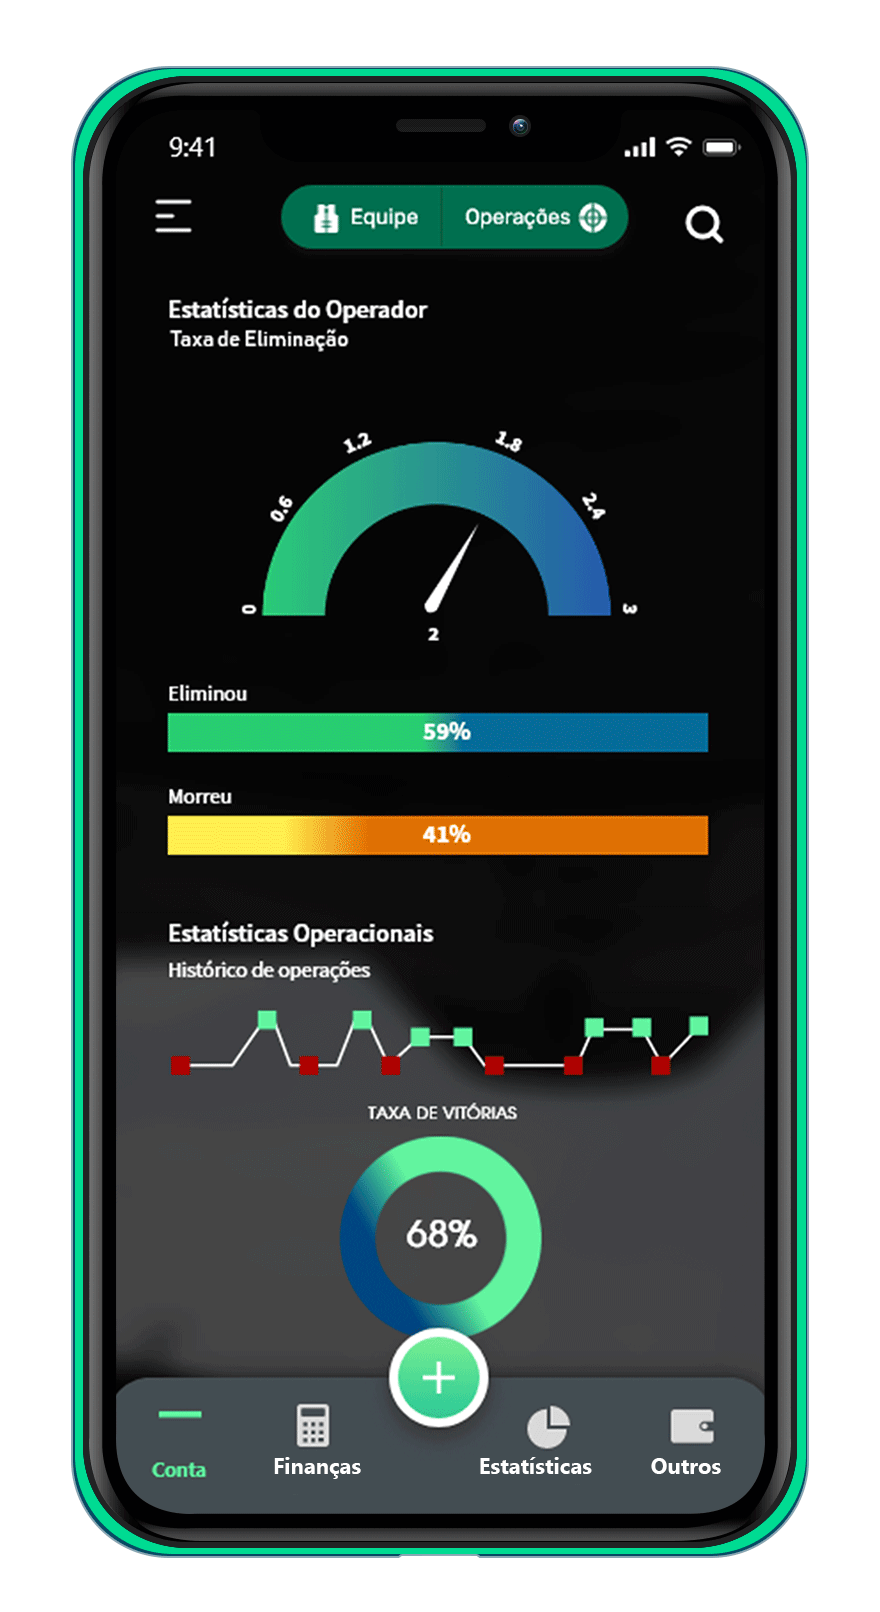 9:41
Equipe Operações
Estatísticas do Operador
Taxa de Eliminação
0
0.6
1.2
1.8
2.4
3
2
Eliminou
59%
Morreu
41%
Estatísticas Operacionais
Histórico de operações
TAXA DE VITÓRIAS
68%
+
Conta Finanças Estatísticas Outros